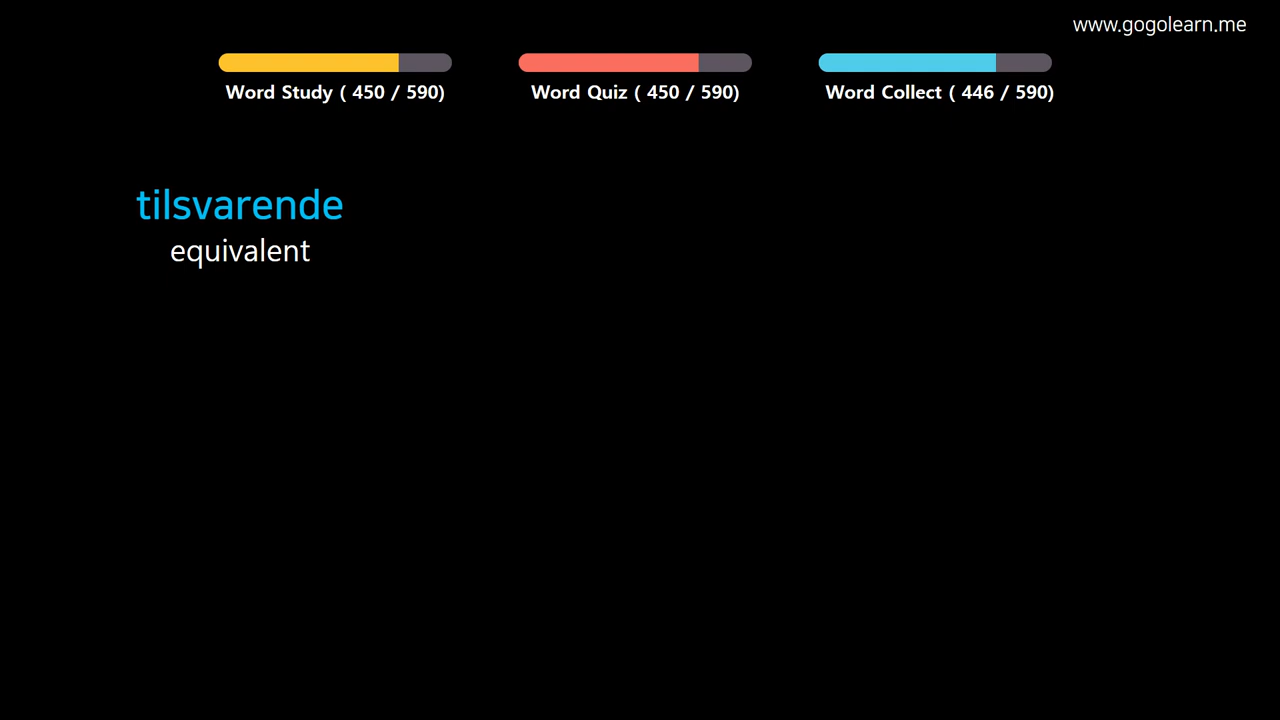 www.gogolearn.me
Word Study ( 450 / 590)
Word Quiz ( 450 / 590)
Word Collect ( 446 / 590)
tilsvarende
equivalent